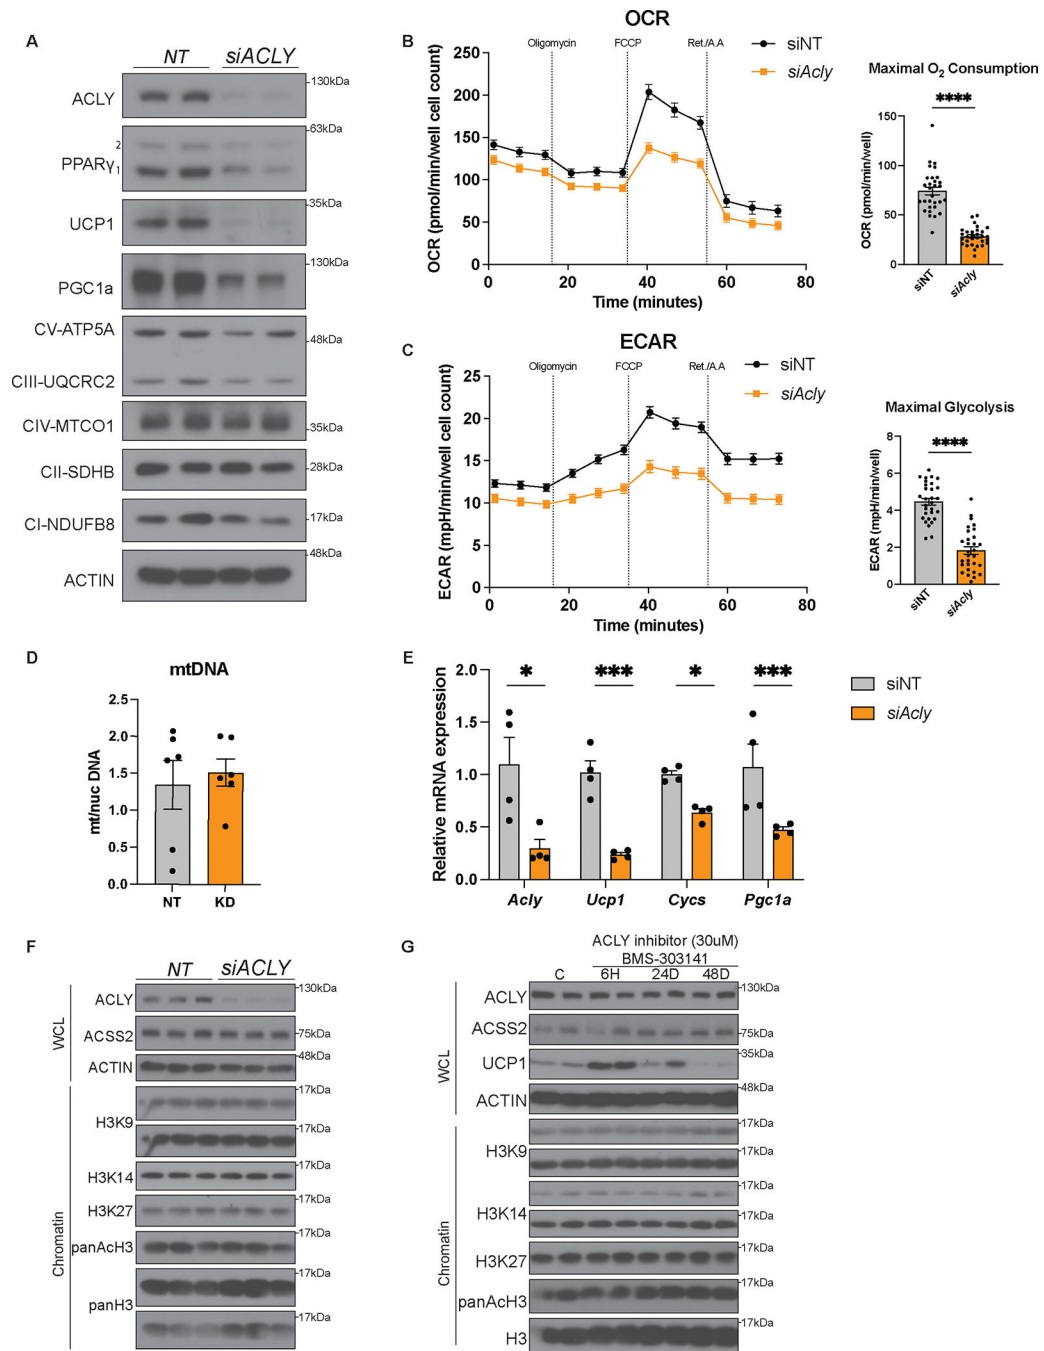 A
NT
siACLY
130kDa
ACLY
63kDa
2
PPARγ1
35kDa
UCP1
130kDa
PGC1a
CV-ATP5A
48kDa
CIII-UQCRC2
CIV-MTCO1
35kDa
CII-SDHB
28kDa
CI-NDUFB8
17kDa
48kDa
ACTIN
B
OCR
Oligomycin
FCCP
Ret./A.A
siNT
siAcly
OCR (pmol/min/well cell count)
250
200
150
100
50
0
0 20 40 60 80
Time (minutes)
Maximal O2 Consumption
****
OCR (pmol/min/well)
200
150
100
50
0
siNT
siAcly
C
ECAR
Oligomycin
FCCP
Ret./A.A
siNT
siAcly
ECAR (mpH/min/well cell count)
25
20
15
10
5
0
0 20 40 60 80
Time (minutes)
Maximal Glycolysis
****
ECAR (mpH/min/well)
8
6
4
2
0
siNT
siAcly
D
mtDNA
mt/nuc DNA
2.5
2.0
1.5
1.0
0.5
0.0
NT KD
E
Relative mRNA expression
2.0
1.5
1.0
0.5
0.0
* *** * ***
Acly Ucp1 Cycs Pgc1a
siNT
siAcly
F
NT
siACLY
WCL
130kDa
ACLY
ACSS2
75kDa
48kDa
ACTIN
Chromatin
17kDa
H3K9
17kDa
17kDa
H3K14
17kDa
H3K27
17kDa
panAcH3
17kDa
panH3
17kDa
G
ACLY inhibitor (30uM)
BMS-303141
C 6H 24D 48D
WCL
130kDa
ACLY
ACSS2
75kDa
35kDa
UCP1
48kDa
ACTIN
Chromatin
17kDa
H3K9
17kDa
17kDa
H3K14
17kDa
17kDa
H3K27
17kDa
panAcH3
17kDa
H3